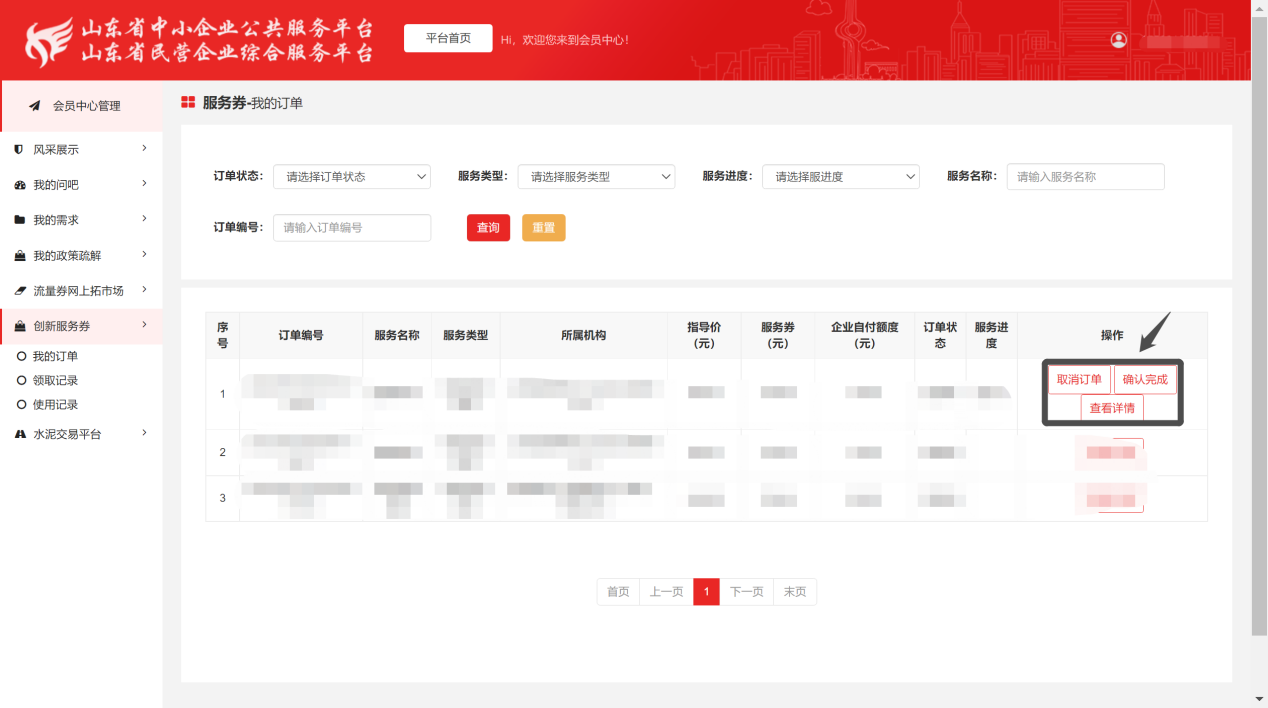 山东省中小企业公共服务平台
山东省民营企业综合服务平台
平台首页
Hi，欢迎您来到会员中心！
会员中心管理
风采展示
我的问吧
我的需求
我的政策疏解
流量券网上拓市场
创新服务券
我的订单
领取记录
使用记录
水泥交易平台
服务券-我的订单
订单状态： 请选择订单状态 服务类型： 请选择服务类型 服务进度： 请选择服进度 服务名称： 请输入服务名称
订单编号： 请输入订单编号 查询 重置
序号 订单编号 服务名称 服务类型 所属机构 指导价（元） 服务券（元） 企业自付额度（元） 订单状态 服务进度 操作
1 取消订单 确认完成
查看详情
2
3
首页 上一页 1 下一页 末页